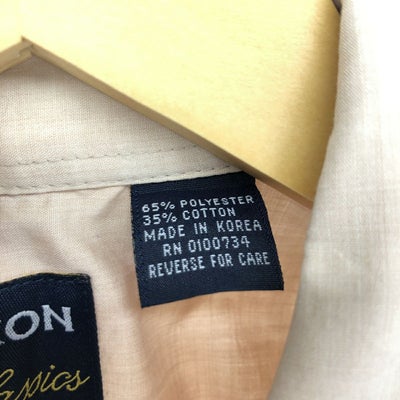 65% POLYESTER
35% COTTON
MADE IN KOREA
RN 0100734
REVERSE FOR CARE